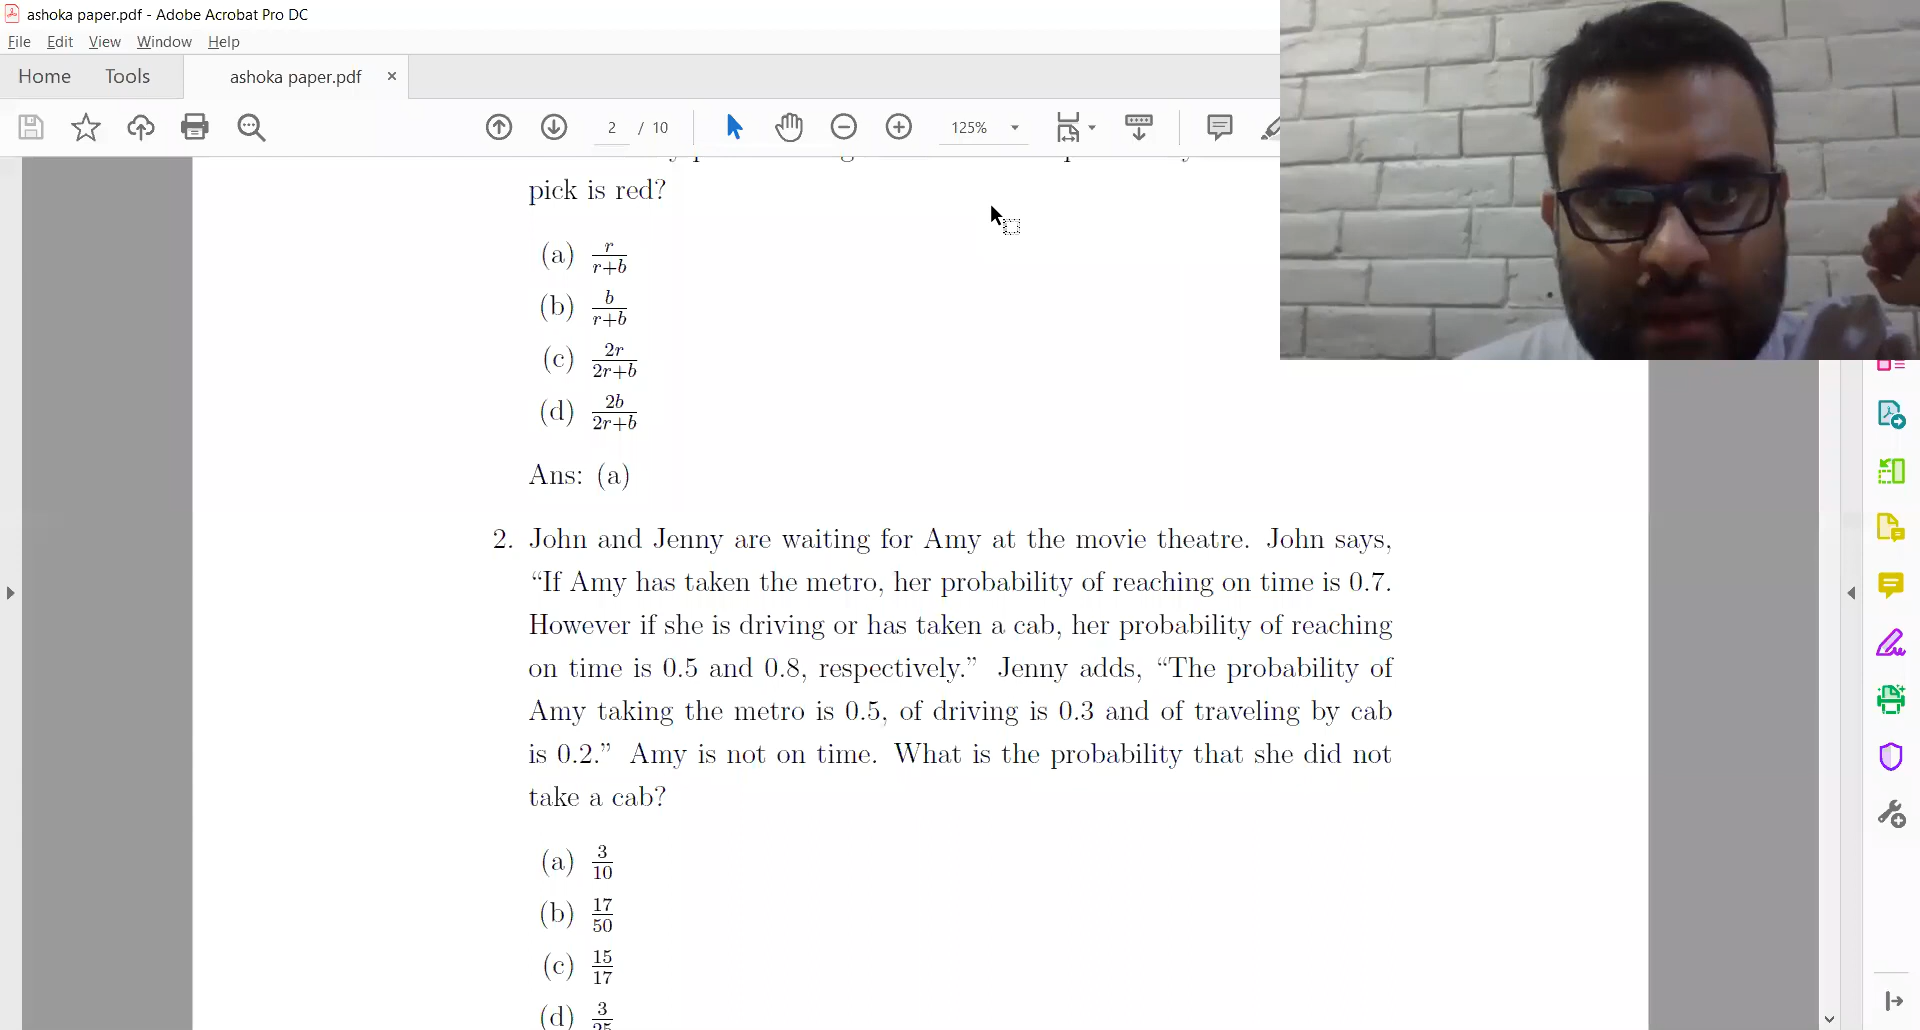 ashoka paper.pdf - Adobe Acrobat Pro DC
File Edit View Window Help
Home Tools ashoka paper.pdf ×
2 / 10 125%
pick is red?
(a) r/(r+b)
(b) b/(r+b)
(c) 2r/(2r+b)
(d) 2b/(2r+b)
Ans: (a)
2. John and Jenny are waiting for Amy at the movie theatre. John says,
“If Amy has taken the metro, her probability of reaching on time is 0.7.
However if she is driving or has taken a cab, her probability of reaching
on time is 0.5 and 0.8, respectively.” Jenny adds, “The probability of
Amy taking the metro is 0.5, of driving is 0.3 and of traveling by cab
is 0.2.” Amy is not on time. What is the probability that she did not
take a cab?
(a) 3/10
(b) 17/50
(c) 15/17
(d) 3/25